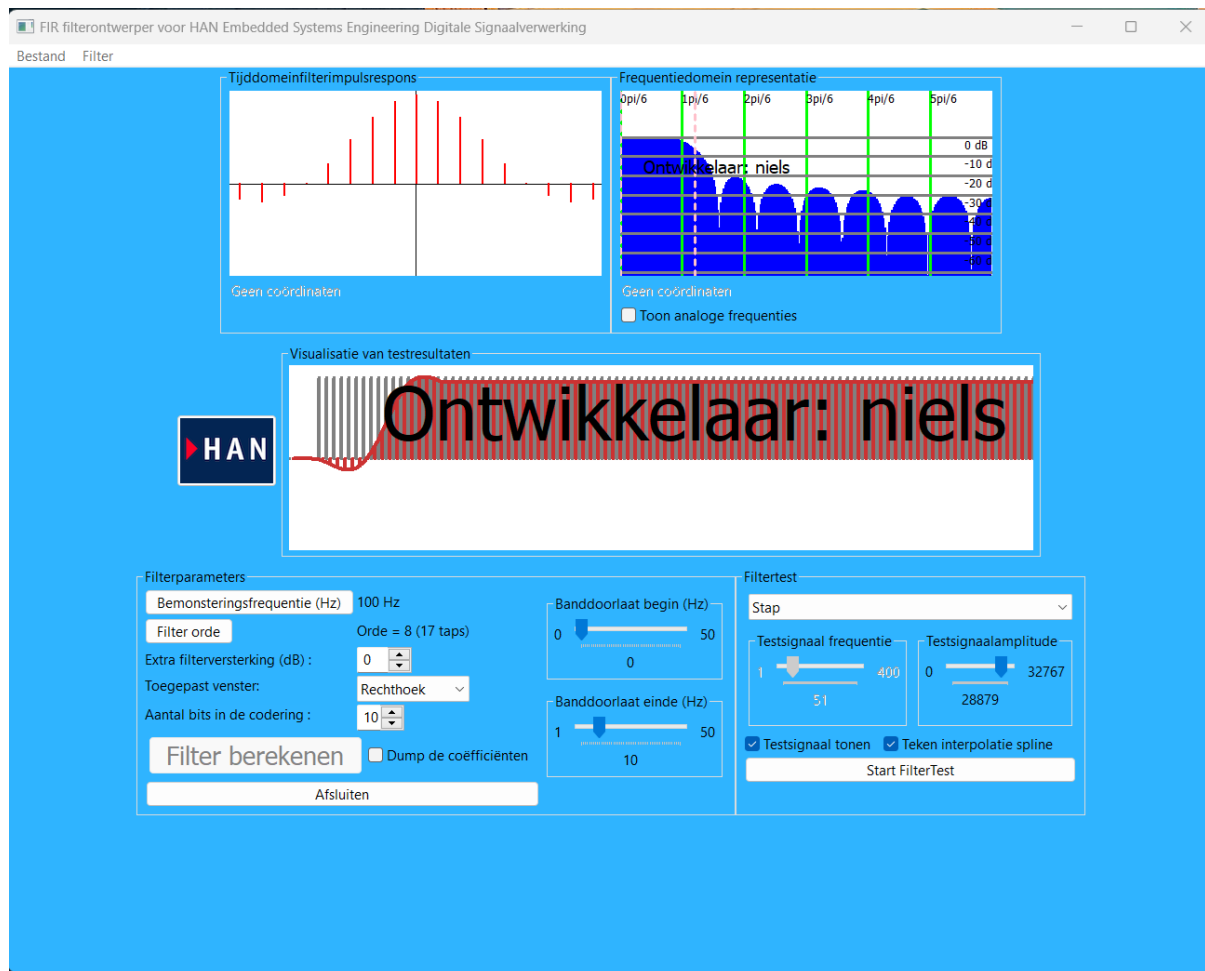 FIR filterontwerper voor HAN Embedded Systems Engineering Digitale Signaalverwerking
Bestand Filter
Tijddomeinfilterimpulsrespons
Geen coördinaten
Frequentiedomein representatie
0pi/6 1pi/6 2pi/6 3pi/6 4pi/6 5pi/6
0 dB
-10 d
Ontwikkelaar: niels
-20 d
-30 d
-40 d
-50 d
-60 d
Geen coördinaten
Toon analoge frequenties
Visualisatie van testresultaten
HAN
Ontwikkelaar: niels
Filterparameters
Bemonsteringsfrequentie (Hz) 100 Hz
Filter orde Orde = 8 (17 taps)
Extra filterversterking (dB) : 0
Toegepast venster: Rechthoek
Aantal bits in de codering : 10
Filter berekenen Dump de coëfficiënten
Afsluiten
Banddoorlaat begin (Hz)
0 50
0
Banddoorlaat einde (Hz)
1 50
10
Filtertest
Stap
Testsignaal frequentie
1 400
51
Testsignaalamplitude
0 32767
28879
Testsignaal tonen Teken interpolatie spline
Start FilterTest